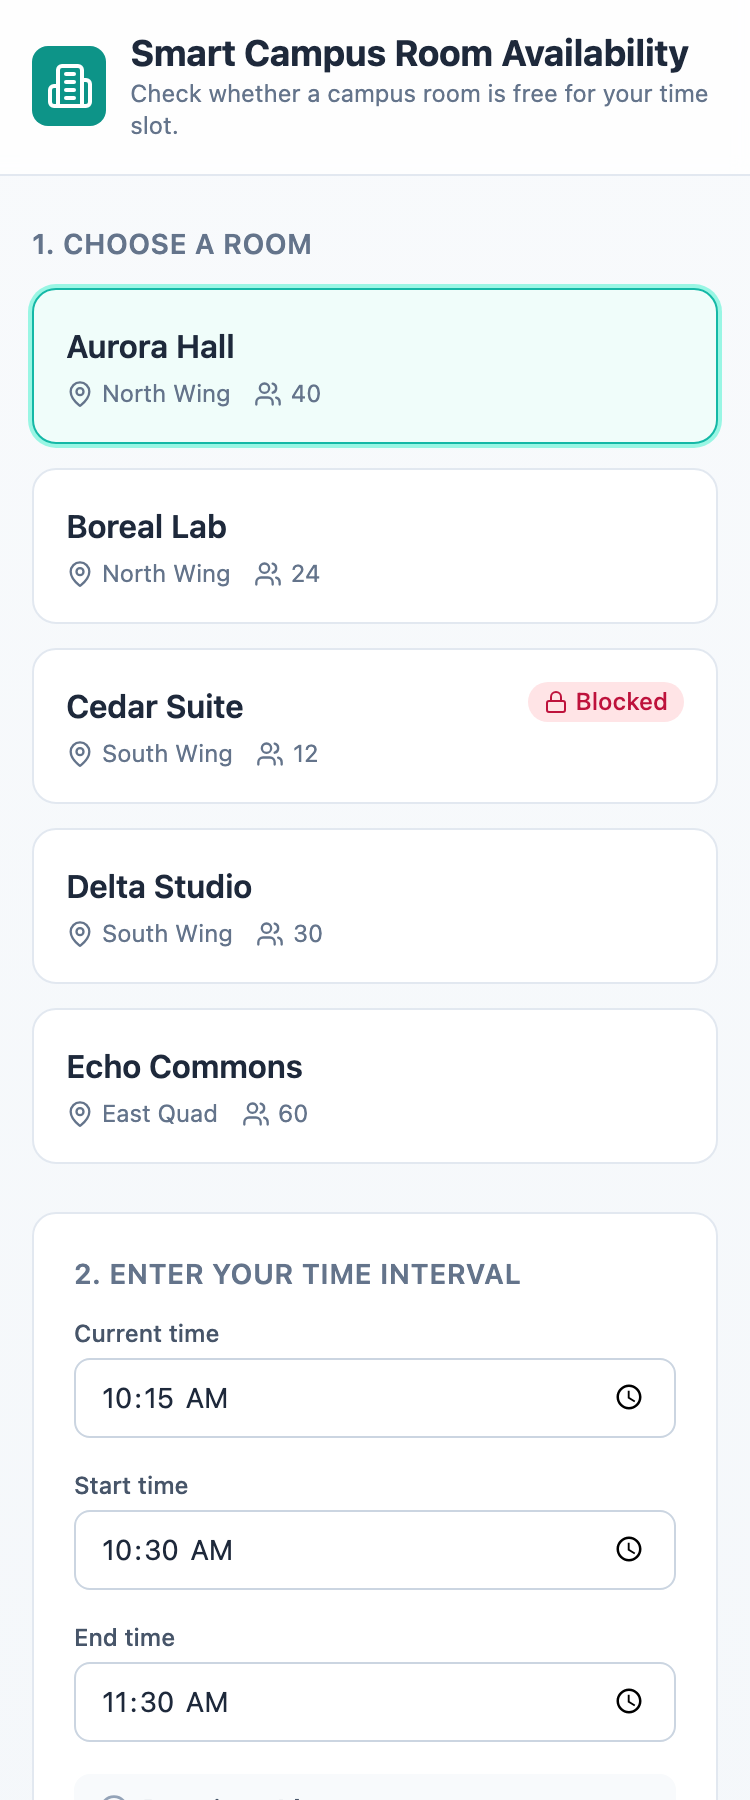 Smart Campus Room Availability
Check whether a campus room is free for your time
slot.
1. CHOOSE A ROOM
Aurora Hall
North Wing 40
Boreal Lab
North Wing 24
Cedar Suite
Blocked
South Wing 12
Delta Studio
South Wing 30
Echo Commons
East Quad 60
2. ENTER YOUR TIME INTERVAL
Current time
10:15 AM
Start time
10:30 AM
End time
11:30 AM